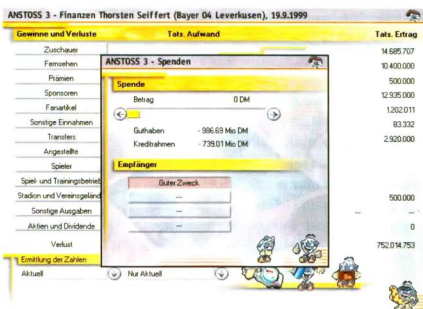 ANSTOSS 3 - Finanzen Thorsten Seiffert (Bayer 04 Leverkusen), 19.9.1999
Gewinne und Verluste Tats. Aufwand Tats. Ertrag
Zuschauer 14.685.707
Fernsehen 10.400.000
Prämien 500.000
Sponsoren 12.935.000
Fanartikel 1.202.011
Sonstige Einnahmen 83.332
Transfers 2.920.000
Angestellte
Spieler
Spiel- und Trainingsbetrieb
Stadion und Vereinsgeländ 500.000
Sonstige Ausgaben ... ...
Aktien und Dividende 0
Verlust 752.014.753
Ermittlung der Zahlen
Aktuell Nur Aktuell
ANSTOSS 3 - Spenden
Spende
Betrag 0 DM
Guthaben - 986.69 Mio DM
Kreditrahmen - 739.01 Mio DM
Empfänger
Guter Zweck
...
...
...